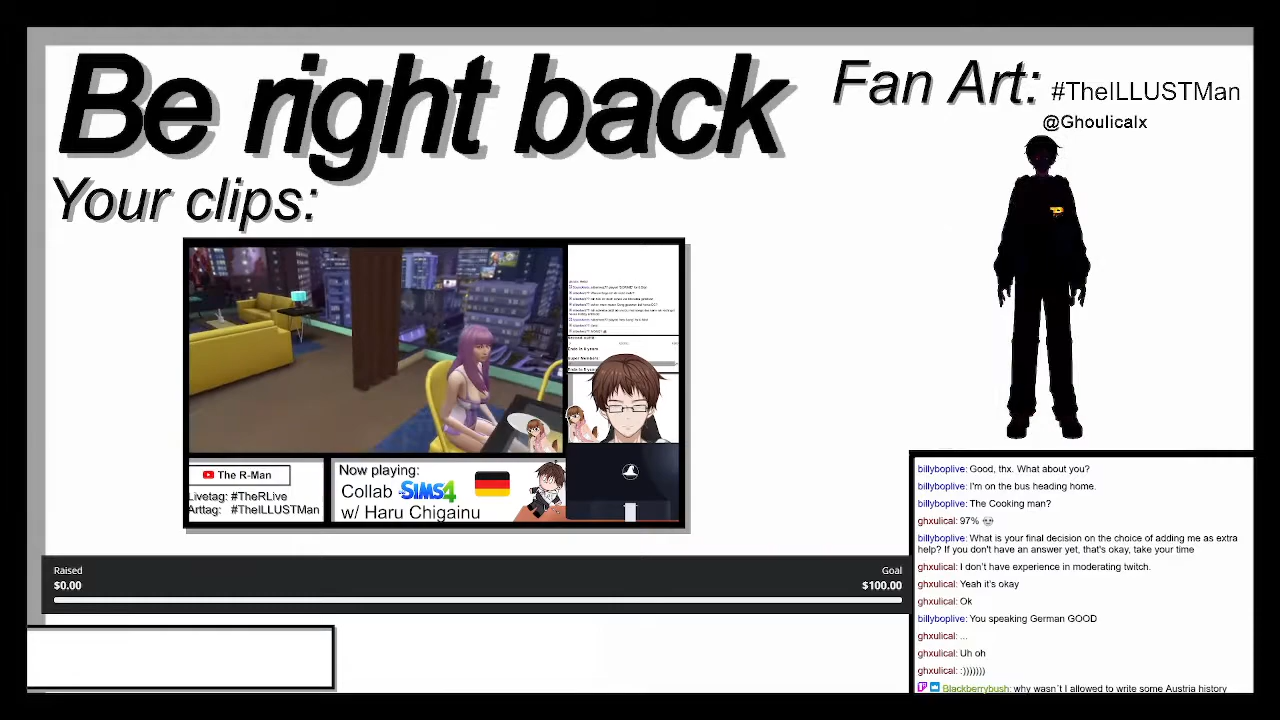 Be right back
Fan Art: #TheILLUSTMan
@Ghoulicalx
Your clips:
The R-Man
Livetag: #TheRLive
Arttag: #TheILLUSTMan
Now playing:
Collab SIMS4
w/ Haru Chigainu
Raised
$0.00
Goal
$100.00
billyboplive: Good, thx. What about you?
billyboplive: I'm on the bus heading home.
billyboplive: The Cooking man?
ghxulical: 97% 💀
billyboplive: What is your final decision on the choice of adding me as extra
help? If you don't have an answer yet, that's okay, take your time
ghxulical: I don't have experience in moderating twitch.
ghxulical: Yeah it's okay
ghxulical: Ok
billyboplive: You speaking German GOOD
ghxulical: ...
ghxulical: Uh oh
ghxulical: :)))))))
Blackberrybush: why wasn´t I allowed to write some Austria history